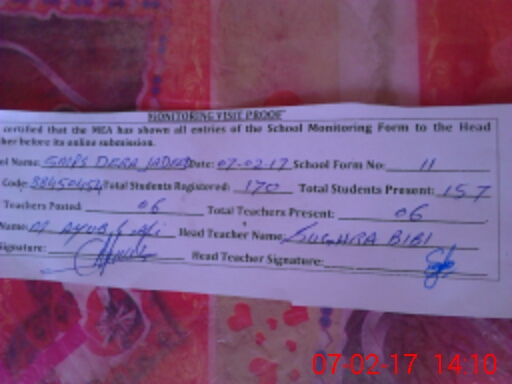 MONITORING VISIT PROOF
certified that the MEA has shown all entries of the School Monitoring Form to the Head
her before its online submission.
ol Name: GMPS DERA JADEED Date: 07-02-17 School Form No: 11
Code: Total Students Registered: 170 Total Students Present: 157
Teachers Posted: 06 Total Teachers Present: 06
Name: Head Teacher Name: SUGHRA BIBI
Signature: Head Teacher Signature:
07-02-17 14:10